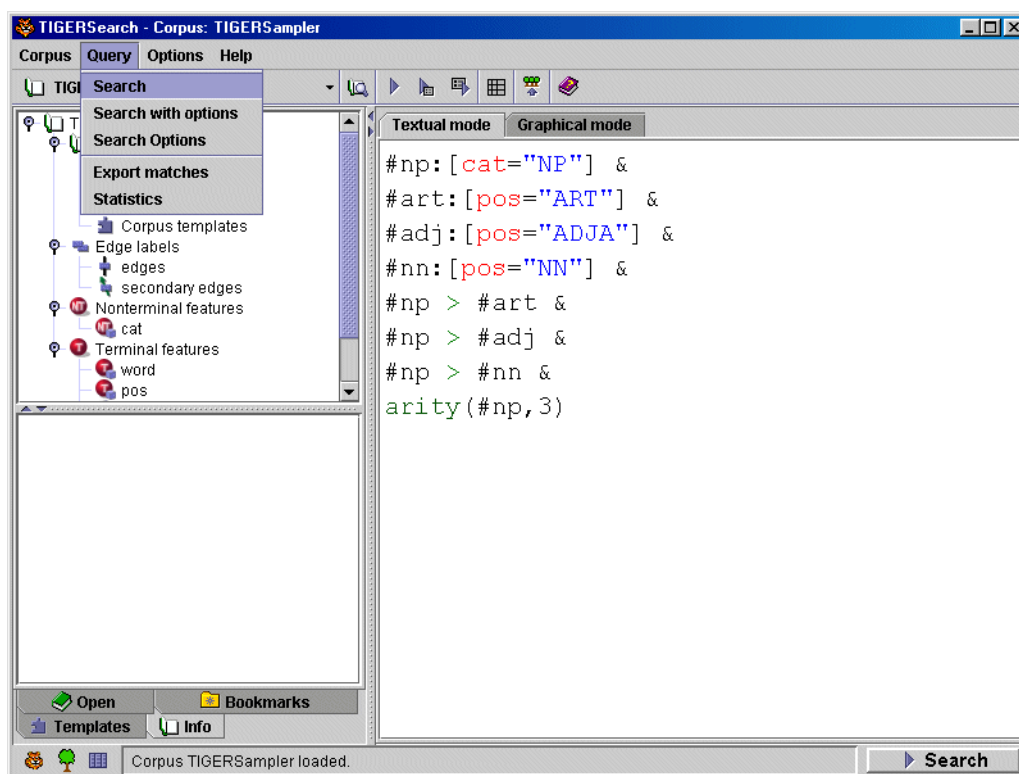 TIGERSearch - Corpus: TIGERSampler
Corpus Query Options Help
TIG
Search
Search with options
Search Options
Export matches
Statistics
T
Corpus templates
Edge labels
edges
secondary edges
Nonterminal features
cat
Terminal features
word
pos
Textual mode Graphical mode
#np:[cat="NP"] &
#art:[pos="ART"] &
#adj:[pos="ADJA"] &
#nn:[pos="NN"] &
#np > #art &
#np > #adj &
#np > #nn &
arity(#np,3)
Open Bookmarks
Templates Info
Corpus TIGERSampler loaded.
Search